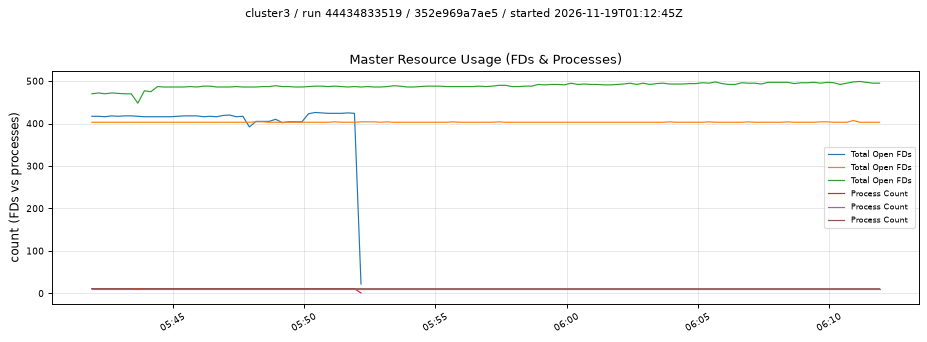 cluster3 / run 44434833519 / 352e969a7ae5 / started 2026-11-19T01:12:45Z
Master Resource Usage (FDs & Processes)
count (FDs vs processes)
500
400
300
200
100
0
05:45
05:50
05:55
06:00
06:05
06:10
Total Open FDs
Total Open FDs
Total Open FDs
Process Count
Process Count
Process Count